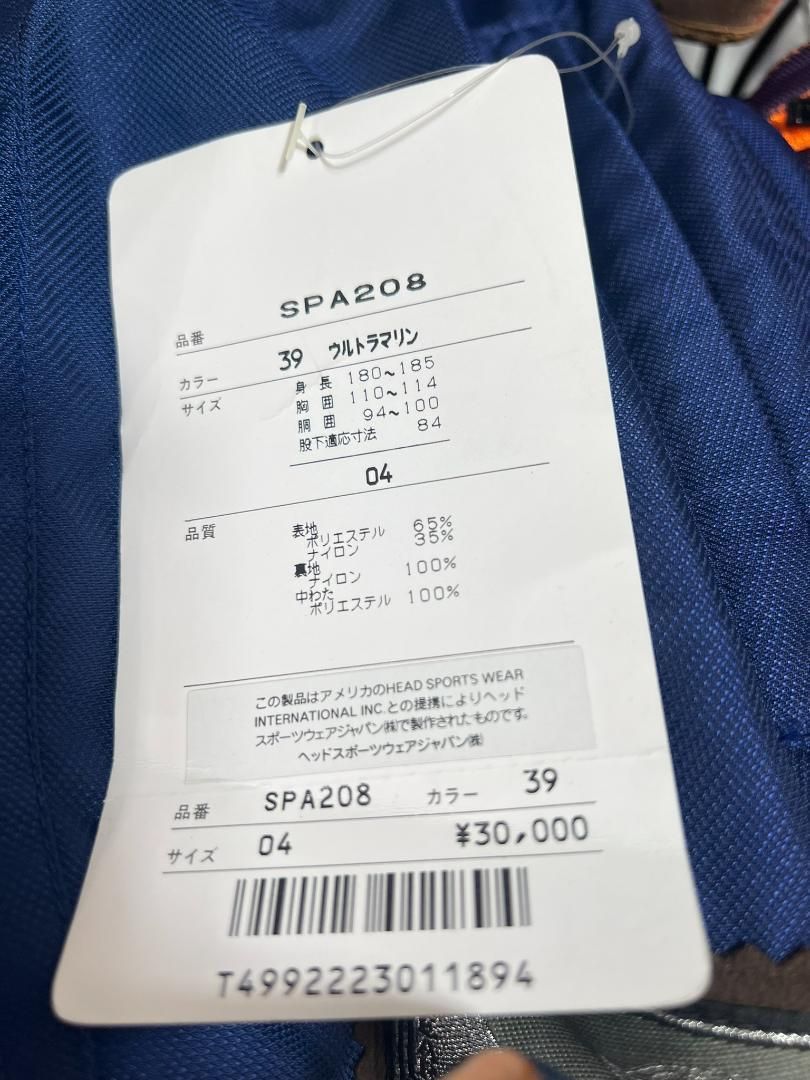 品番 SPA208
カラー 39 ウルトラマリン
サイズ 身長 180~185
胸囲 110~114
胴囲 94~100
股下適応寸法 84
04
品質 表地
ポリエステル 65%
ナイロン 35%
裏地
ナイロン 100%
中わた
ポリエステル 100%
この製品はアメリカのHEAD SPORTS WEAR
INTERNATIONAL INC.との提携によりヘッド
スポーツウェアジャパン㈱で製作されたものです。
ヘッドスポーツウェアジャパン㈱
品番 SPA208 カラー 39
サイズ 04 ¥30,000
T4992223011894